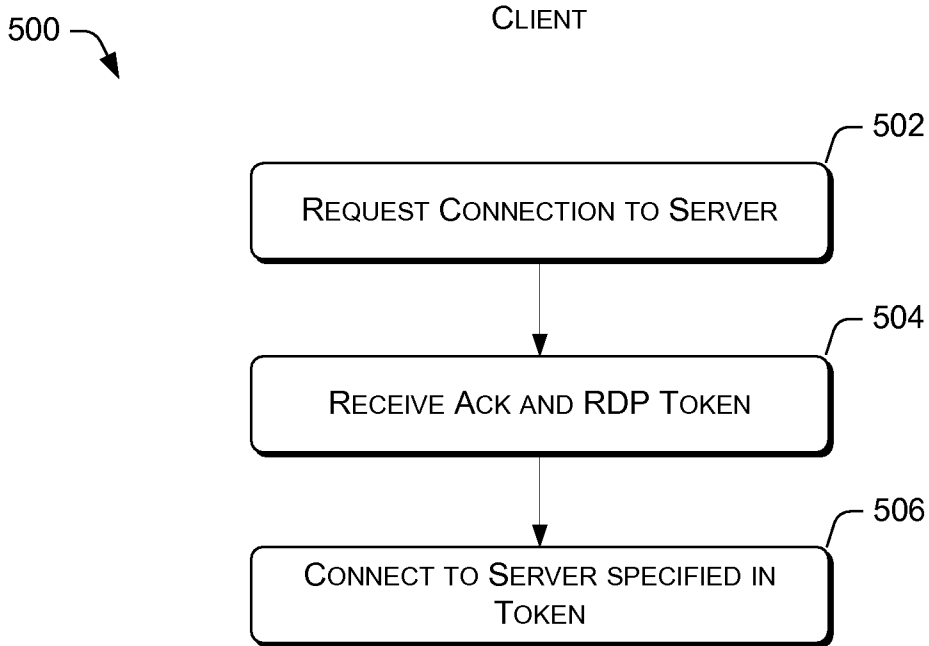 CLIENT
500
502
REQUEST CONNECTION TO SERVER
504
RECEIVE ACK AND RDP TOKEN
506
CONNECT TO SERVER SPECIFIED IN
TOKEN